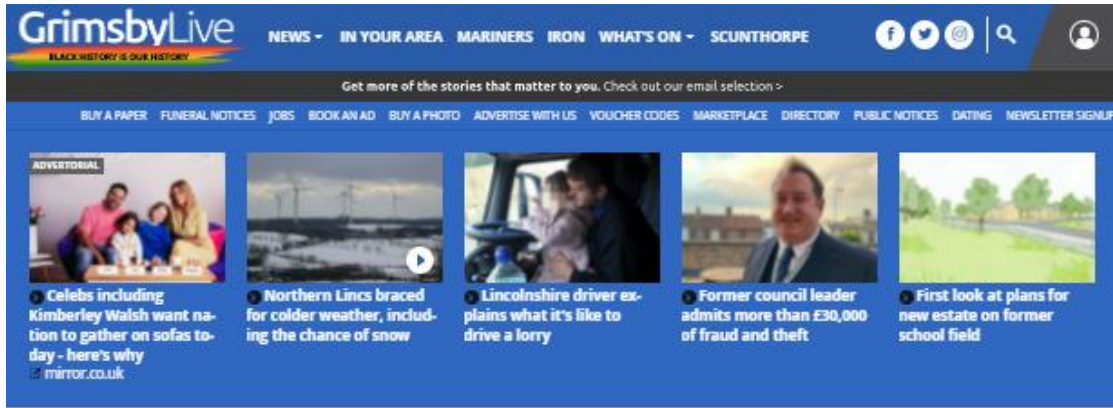 GrimsbyLive
BLACK HISTORY IS OUR HISTORY
NEWS IN YOUR AREA MARINERS IRON WHAT'S ON SCUNTHORPE
Get more of the stories that matter to you. Check out our email selection >
BUY A PAPER FUNERAL NOTICES JOBS BOOK AN AD BUY A PHOTO ADVERTISE WITH US VOUCHER CODES MARKETPLACE DIRECTORY PUBLIC NOTICES DATING NEWSLETTER SIGNUP
ADVERTORIAL
Celebs including
Kimberley Walsh want na-
tion to gather on sofas to-
day - here's why
mirror.co.uk
Northern Lincs braced
for colder weather, includ-
ing the chance of snow
Lincolnshire driver ex-
plains what it's like to
drive a lorry
Former council leader
admits more than £30,000
of fraud and theft
First look at plans for
new estate on former
school field